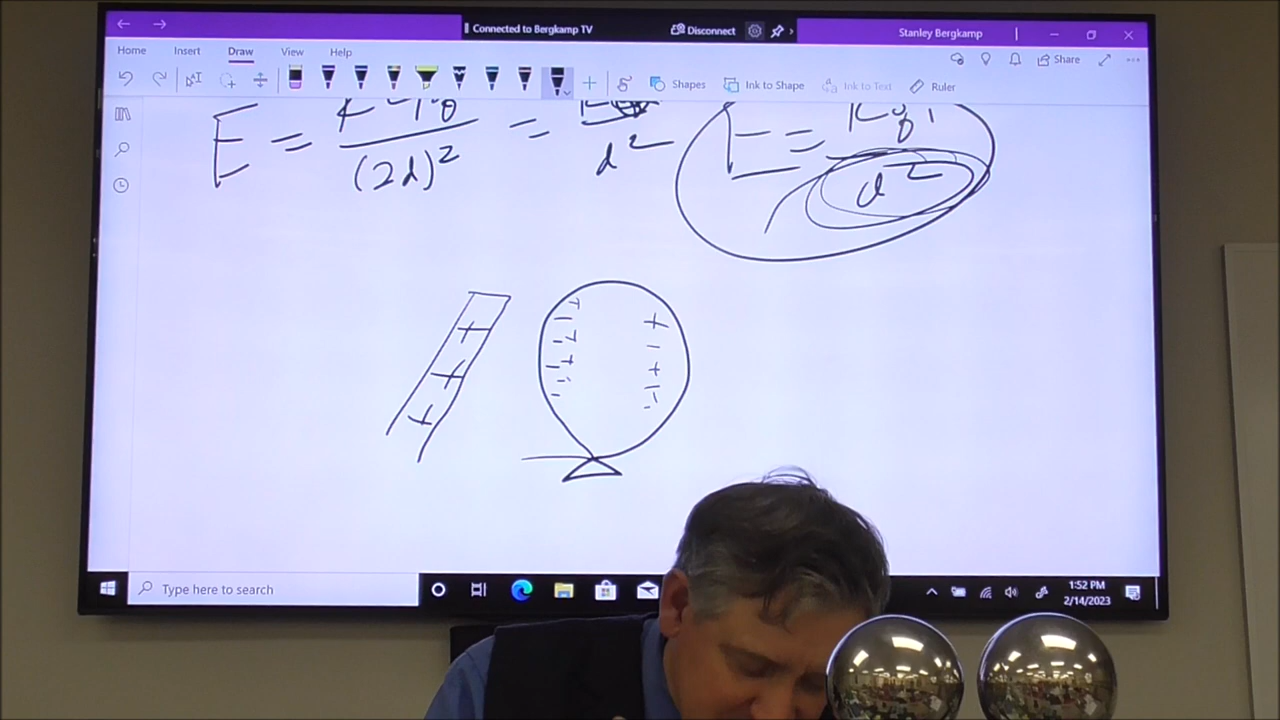 Connected to Bergkamp TV Disconnect Stanley Bergkamp
Home Insert Draw View Help Share
Shapes Ink to Shape Ink to Text Ruler
E = (2d)² = d² E = d²
+ + +
Type here to search
1:52 PM
2/14/2023